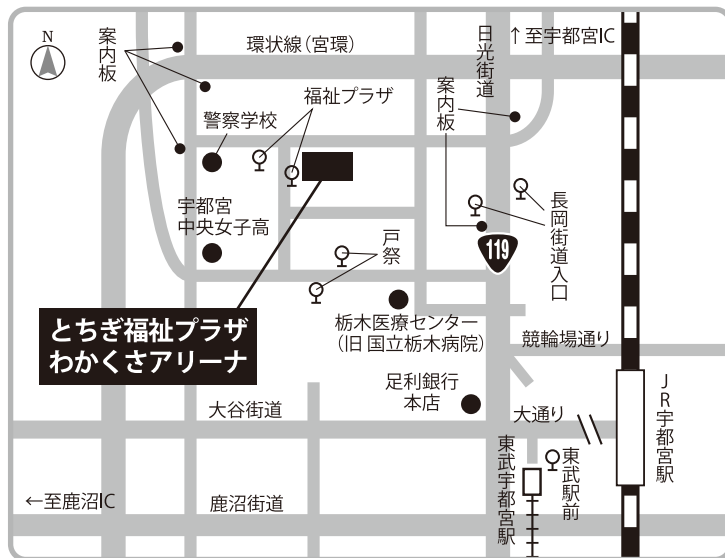 N
案内板
環状線(宮環)
日光街道
↑至宇都宮IC
案内板
福祉プラザ
警察学校
宇都宮
中央女子高
戸祭
119
長岡街道入口
とちぎ福祉プラザ
わかくさアリーナ
栃木医療センター
(旧 国立栃木病院)
競輪場通り
足利銀行
本店
大谷街道
大通り
JR宇都宮駅
東武宇都宮駅
東武駅前
←至鹿沼IC
鹿沼街道